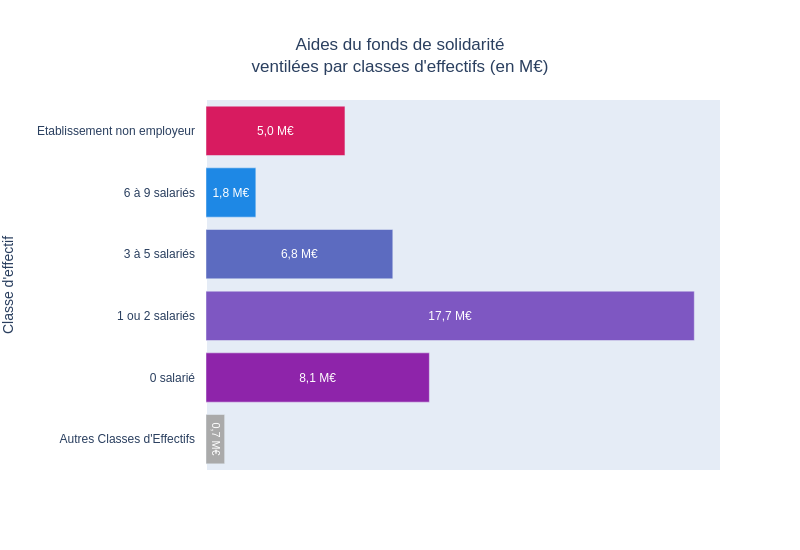 Aides du fonds de solidarité
ventilées par classes d'effectifs (en M€)
Classe d'effectif
Etablissement non employeur
5,0 M€
6 à 9 salariés
1,8 M€
3 à 5 salariés
6,8 M€
1 ou 2 salariés
17,7 M€
0 salarié
8,1 M€
Autres Classes d'Effectifs
0,7 M€